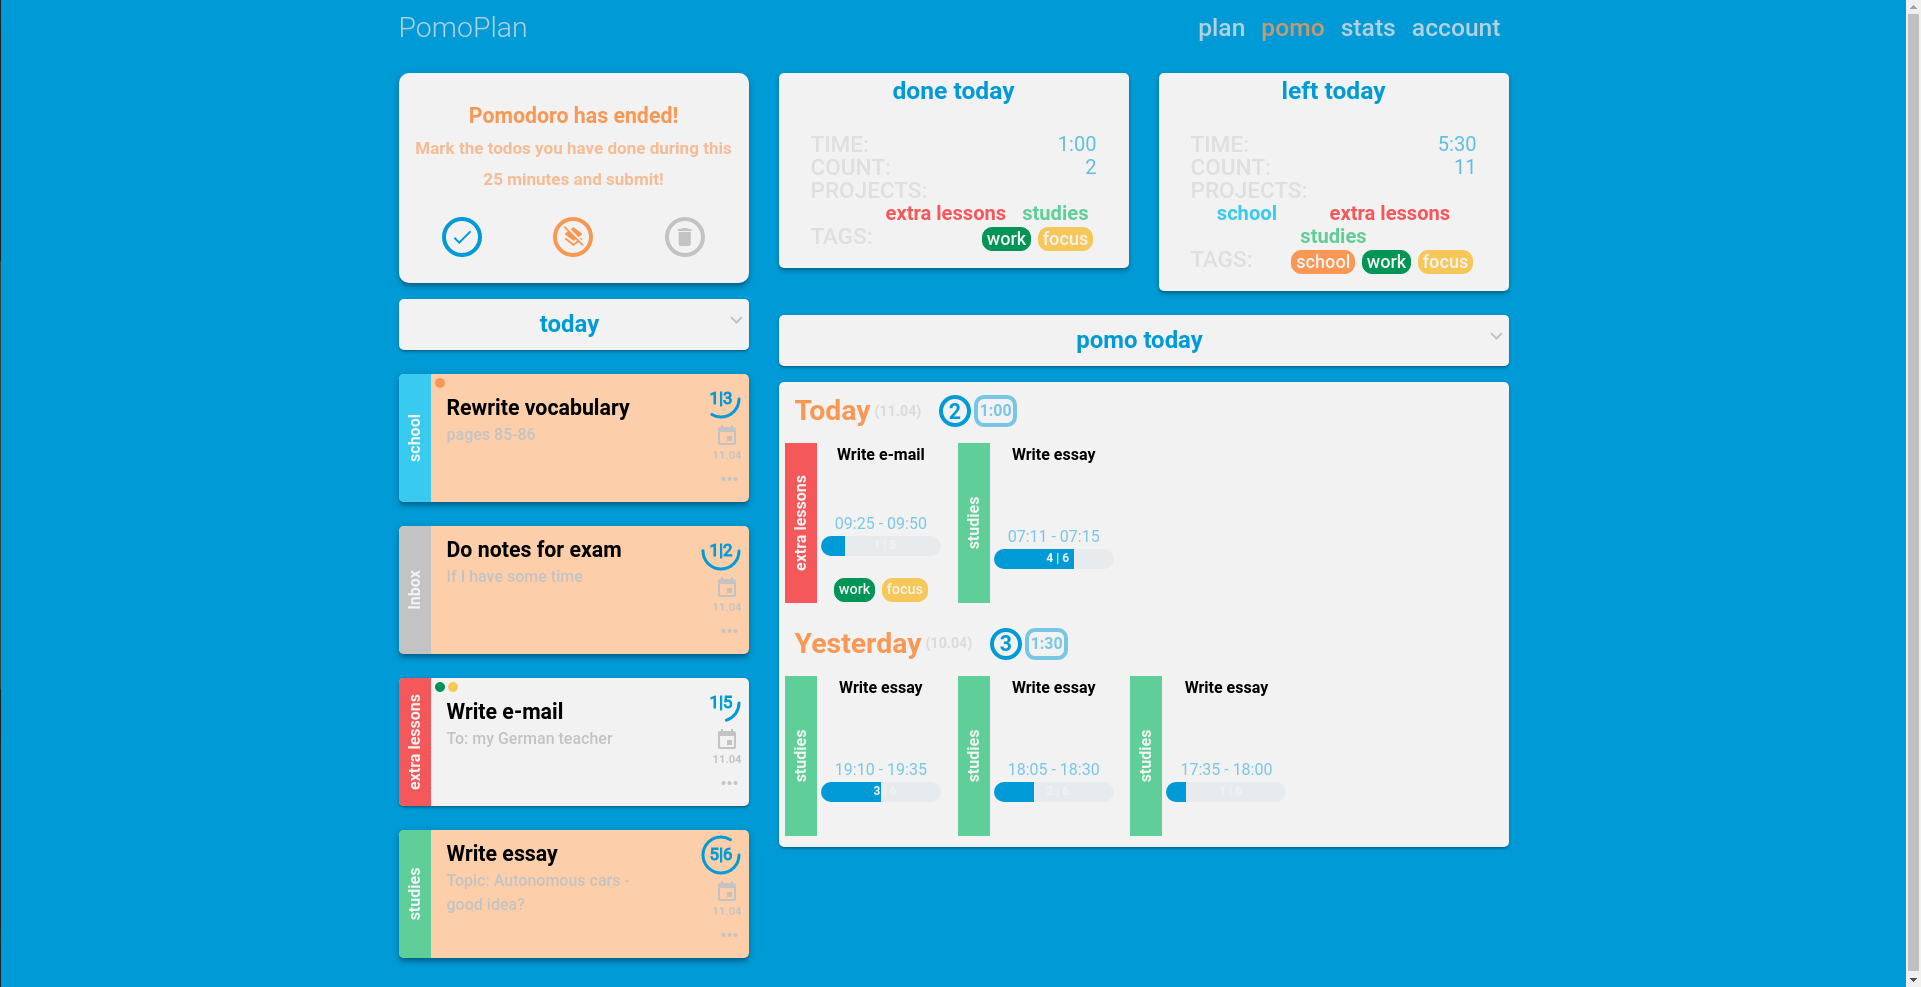 PomoPlan
plan pomo stats account
Pomodoro has ended!
Mark the todos you have done during this
25 minutes and submit!
done today
TIME: 1:00
COUNT: 2
PROJECTS:
extra lessons studies
TAGS: work focus
left today
TIME: 5:30
COUNT: 11
PROJECTS:
school extra lessons
studies
TAGS: school work focus
today
school
Rewrite vocabulary
pages 85-86
1|3
11.04
Inbox
Do notes for exam
If I have some time
1|2
11.04
extra lessons
Write e-mail
To: my German teacher
1|5
11.04
studies
Write essay
Topic: Autonomous cars -
good idea?
5|6
11.04
pomo today
Today (11.04) 2 1:00
extra lessons
Write e-mail
09:25 - 09:50
1 | 5
work focus
studies
Write essay
07:11 - 07:15
4 | 6
Yesterday (10.04) 3 1:30
studies
Write essay
19:10 - 19:35
3 | 6
studies
Write essay
18:05 - 18:30
2 | 6
studies
Write essay
17:35 - 18:00
1 | 6